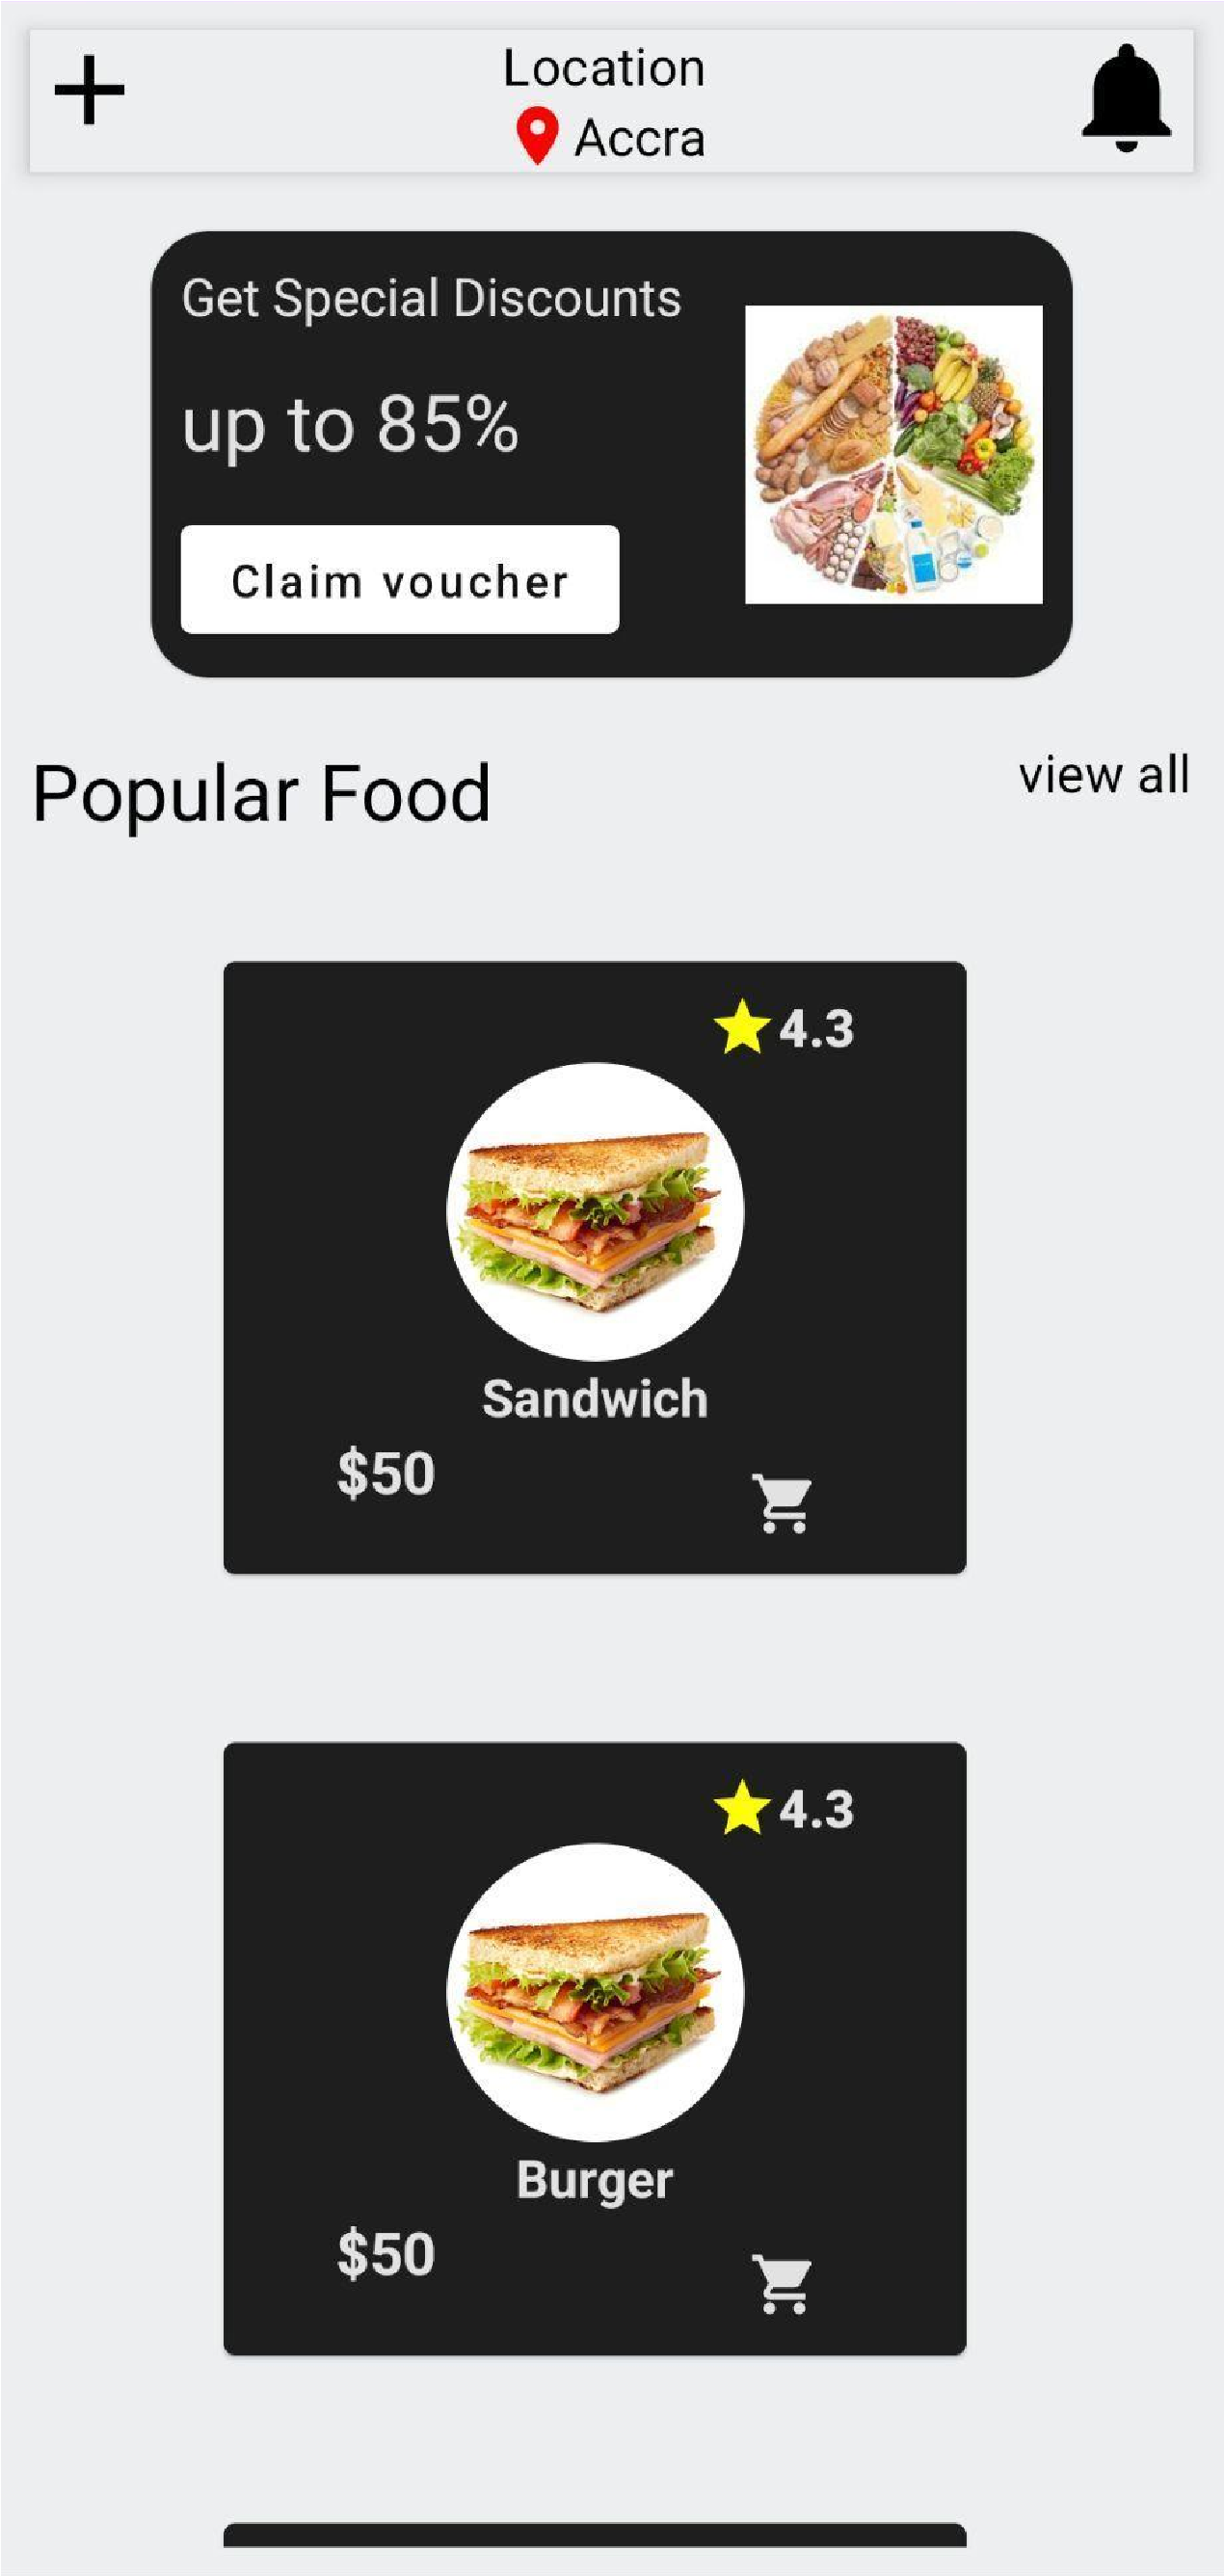 Location
Accra
Get Special Discounts
up to 85%
Claim voucher
Popular Food
view all
4.3
Sandwich
$50
4.3
Burger
$50